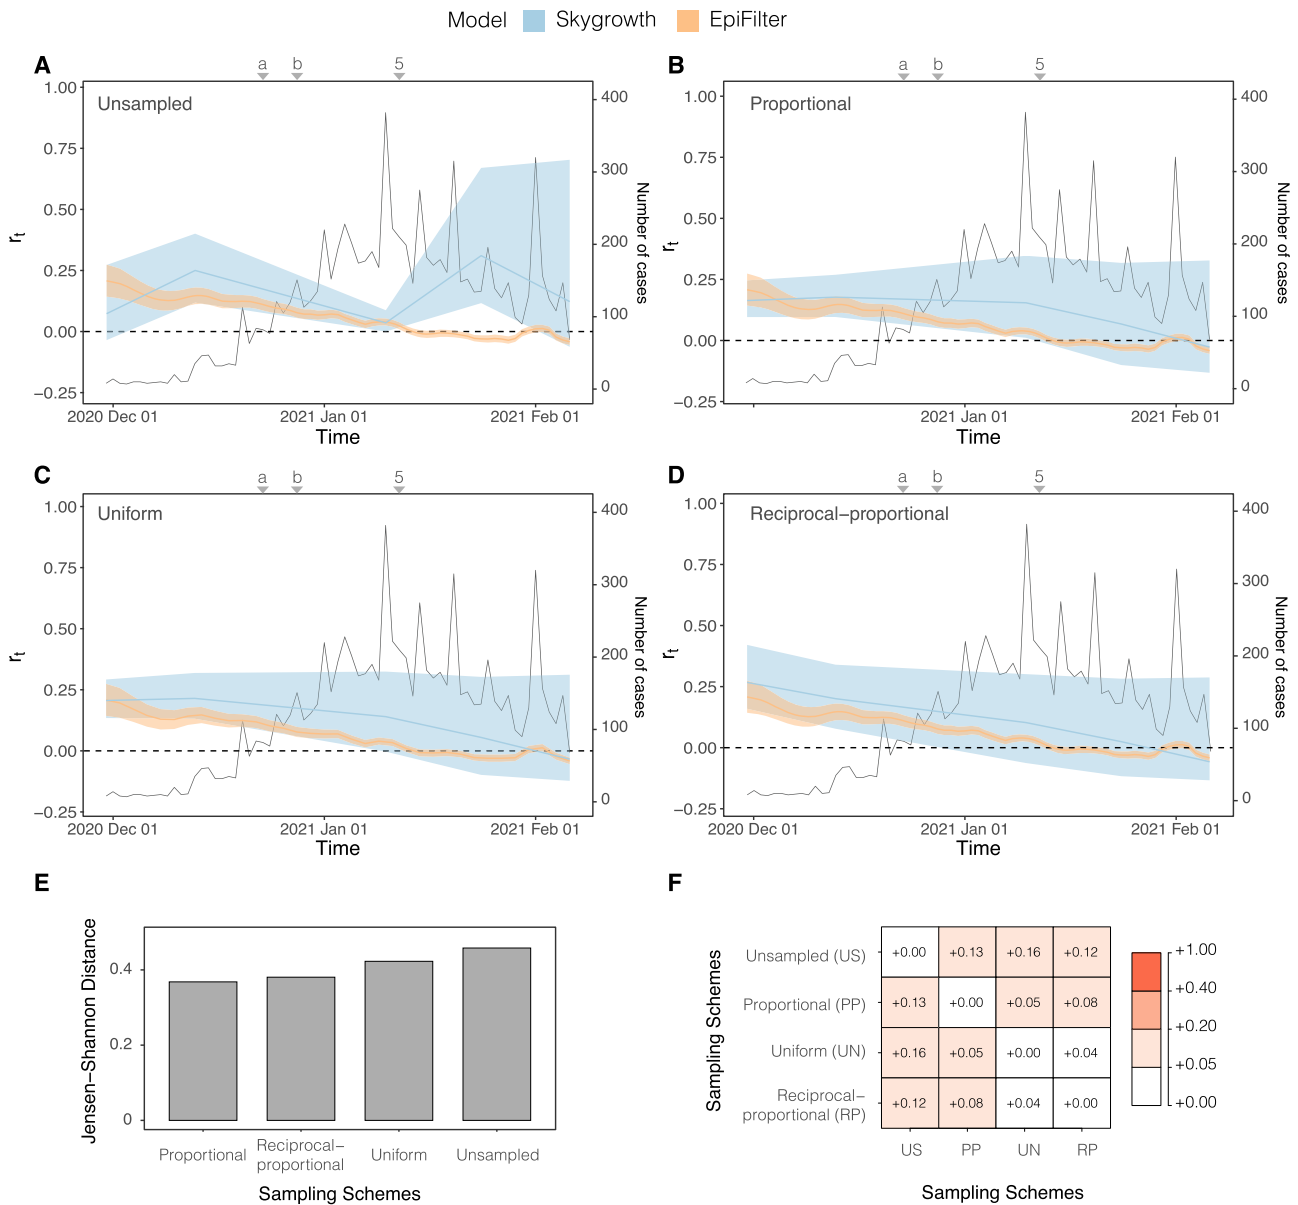 Model Skygrowth EpiFilter
A
a b 5
Unsampled
1.00
0.75
0.50
0.25
0.00
−0.25
rt
400
300
200
100
0
Number of cases
2020 Dec 01 2021 Jan 01 2021 Feb 01
Time
B
a b 5
Proportional
1.00
0.75
0.50
0.25
0.00
−0.25
rt
400
300
200
100
0
Number of cases
2021 Jan 01 2021 Feb 01
Time
C
a b 5
Uniform
1.00
0.75
0.50
0.25
0.00
−0.25
rt
400
300
200
100
0
Number of cases
2020 Dec 01 2021 Jan 01 2021 Feb 01
Time
D
a b 5
Reciprocal−proportional
1.00
0.75
0.50
0.25
0.00
−0.25
rt
400
300
200
100
0
Number of cases
2020 Dec 01 2021 Jan 01 2021 Feb 01
Time
E
Jensen−Shannon Distance
0.4
0.2
0
Proportional
Reciprocal−
proportional
Uniform
Unsampled
Sampling Schemes
F
Sampling Schemes
Unsampled (US) +0.00 +0.13 +0.16 +0.12
Proportional (PP) +0.13 +0.00 +0.05 +0.08
Uniform (UN) +0.16 +0.05 +0.00 +0.04
Reciprocal−
proportional (RP) +0.12 +0.08 +0.04 +0.00
US PP UN RP
Sampling Schemes
+1.00
+0.40
+0.20
+0.05
+0.00